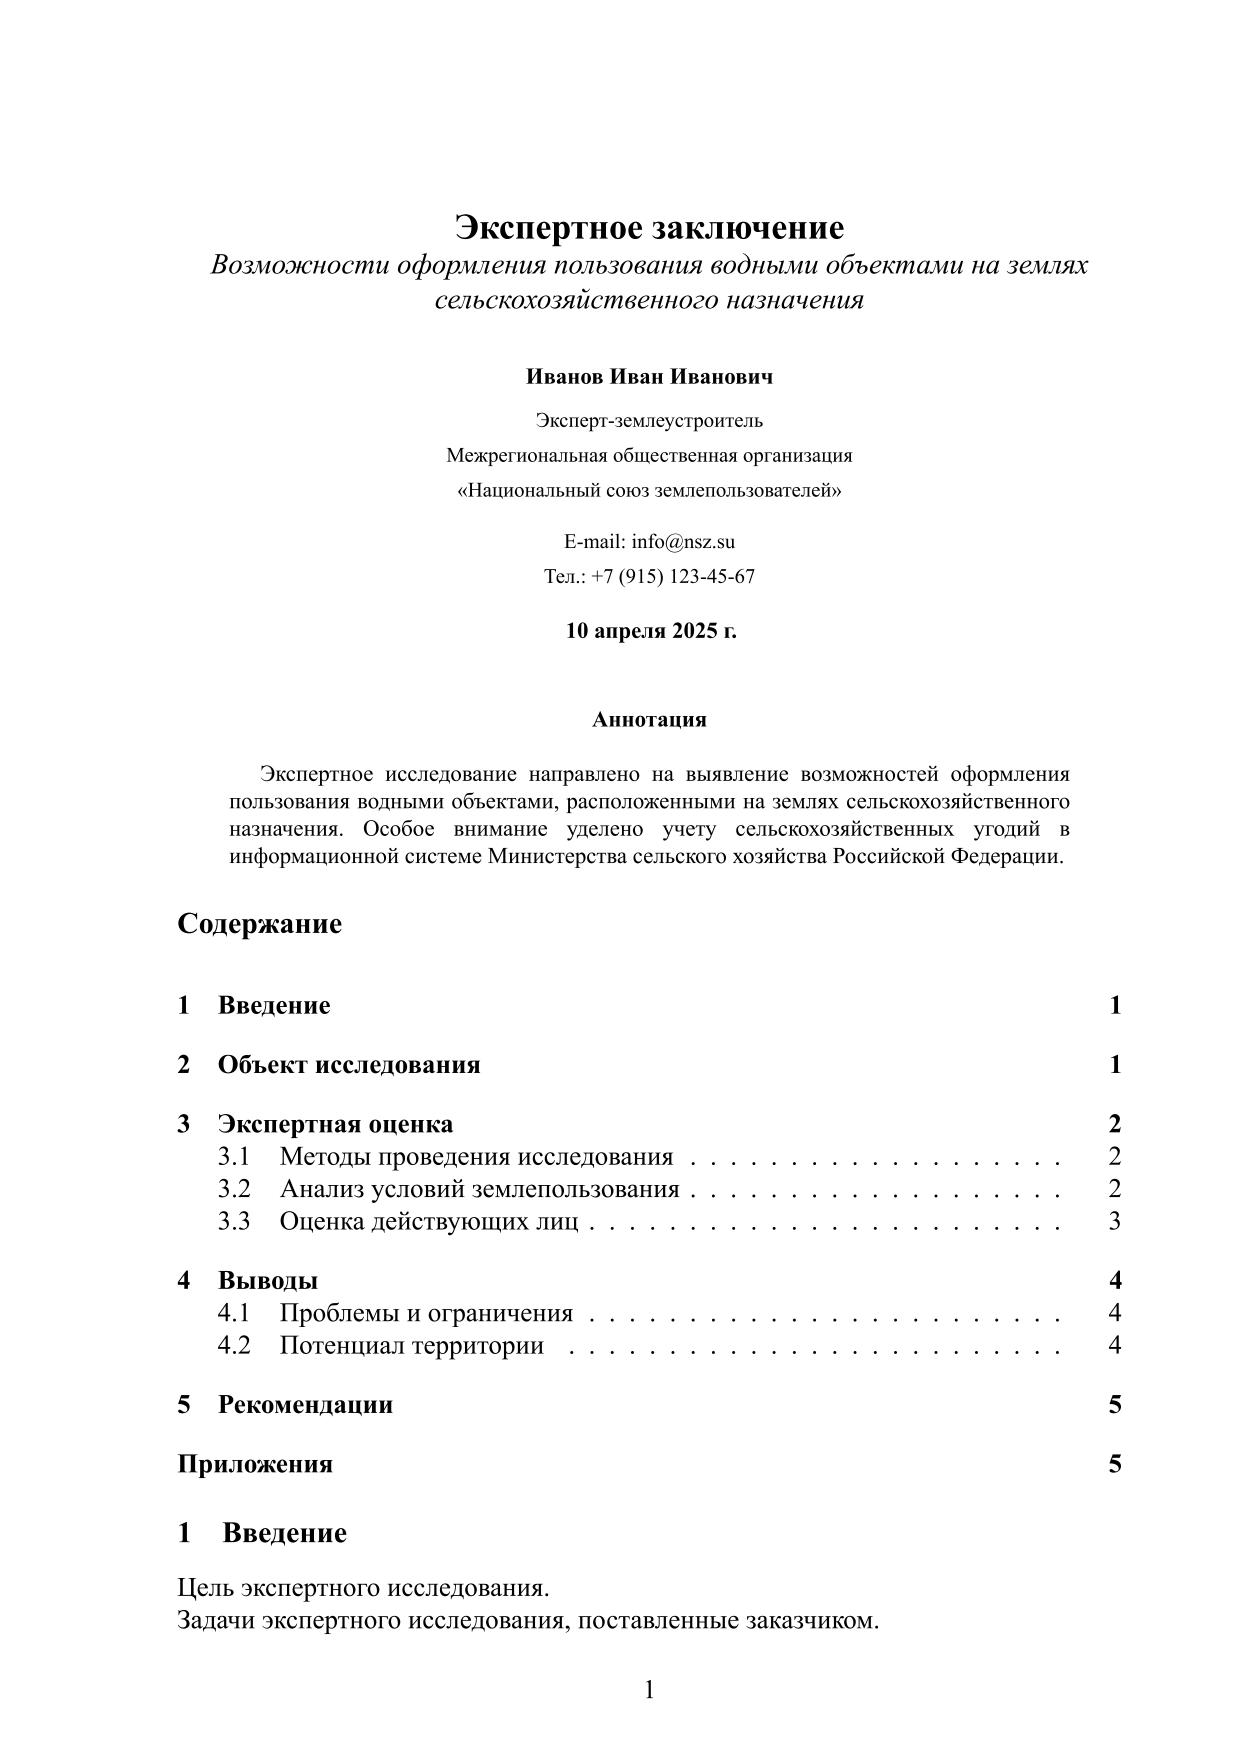 Экспертное заключение
Возможности оформления пользования водными объектами на землях
сельскохозяйственного назначения
Иванов Иван Иванович
Эксперт-землеустроитель
Межрегиональная общественная организация
«Национальный союз землепользователей»
E-mail: info@nsz.su
Тел.: +7 (915) 123-45-67
10 апреля 2025 г.
Аннотация
Экспертное исследование направлено на выявление возможностей оформления
пользования водными объектами, расположенными на землях сельскохозяйственного
назначения. Особое внимание уделено учету сельскохозяйственных угодий в
информационной системе Министерства сельского хозяйства Российской Федерации.
Содержание
1 Введение 1
2 Объект исследования 1
3 Экспертная оценка 2
3.1 Методы проведения исследования . . . . . . . . . . . . . . . . . . . 2
3.2 Анализ условий землепользования . . . . . . . . . . . . . . . . . . . 2
3.3 Оценка действующих лиц . . . . . . . . . . . . . . . . . . . . . . . . 3
4 Выводы 4
4.1 Проблемы и ограничения . . . . . . . . . . . . . . . . . . . . . . . . 4
4.2 Потенциал территории . . . . . . . . . . . . . . . . . . . . . . . . . 4
5 Рекомендации 5
Приложения 5
1 Введение
Цель экспертного исследования.
Задачи экспертного исследования, поставленные заказчиком.
1